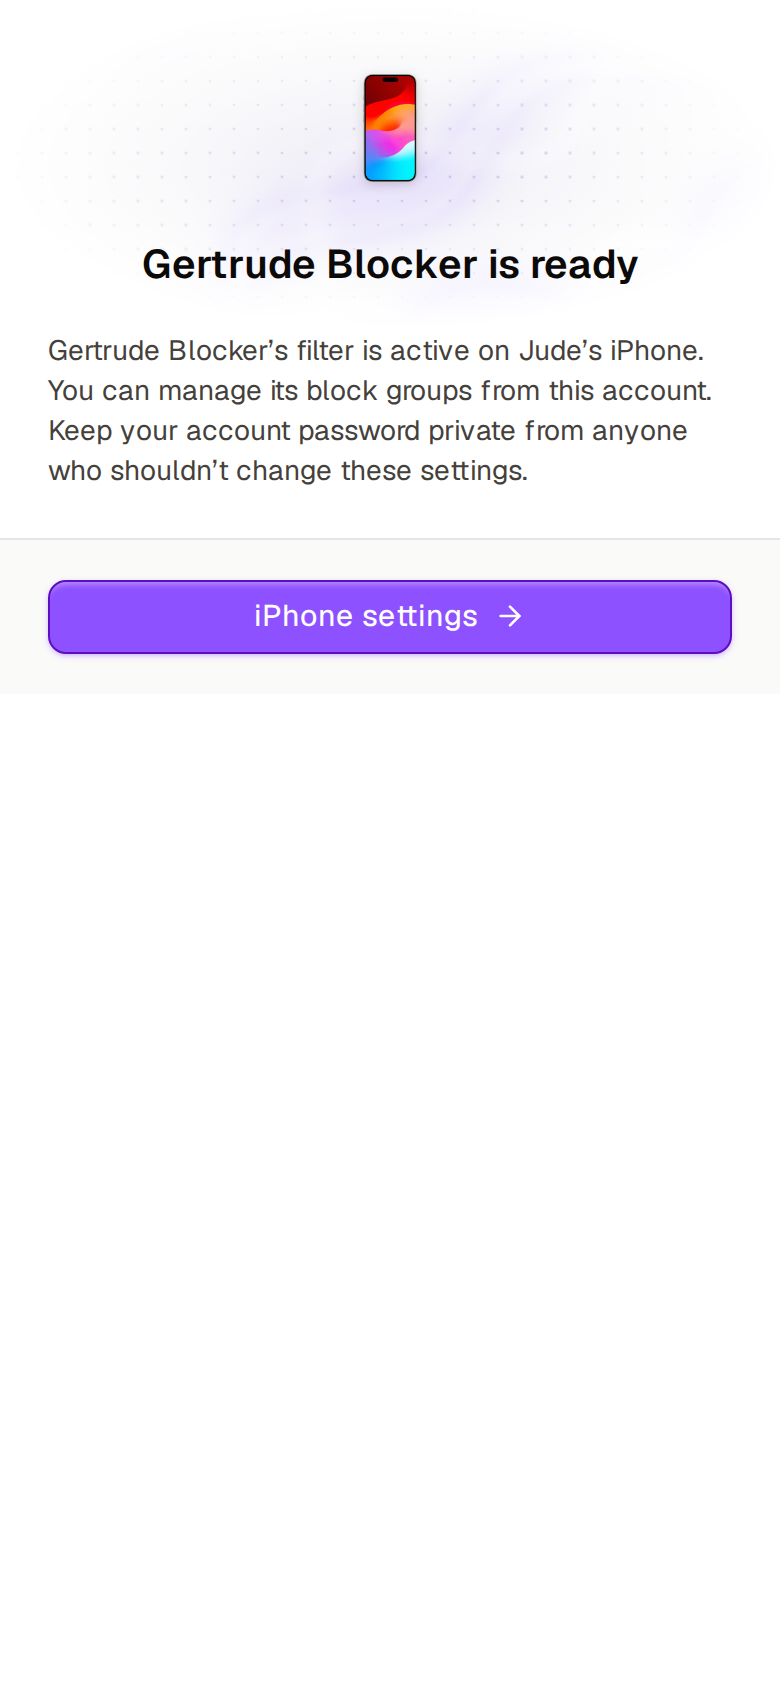 Gertrude Blocker is ready
Gertrude Blocker’s filter is active on Jude’s iPhone.
You can manage its block groups from this account.
Keep your account password private from anyone
who shouldn’t change these settings.
iPhone settings →